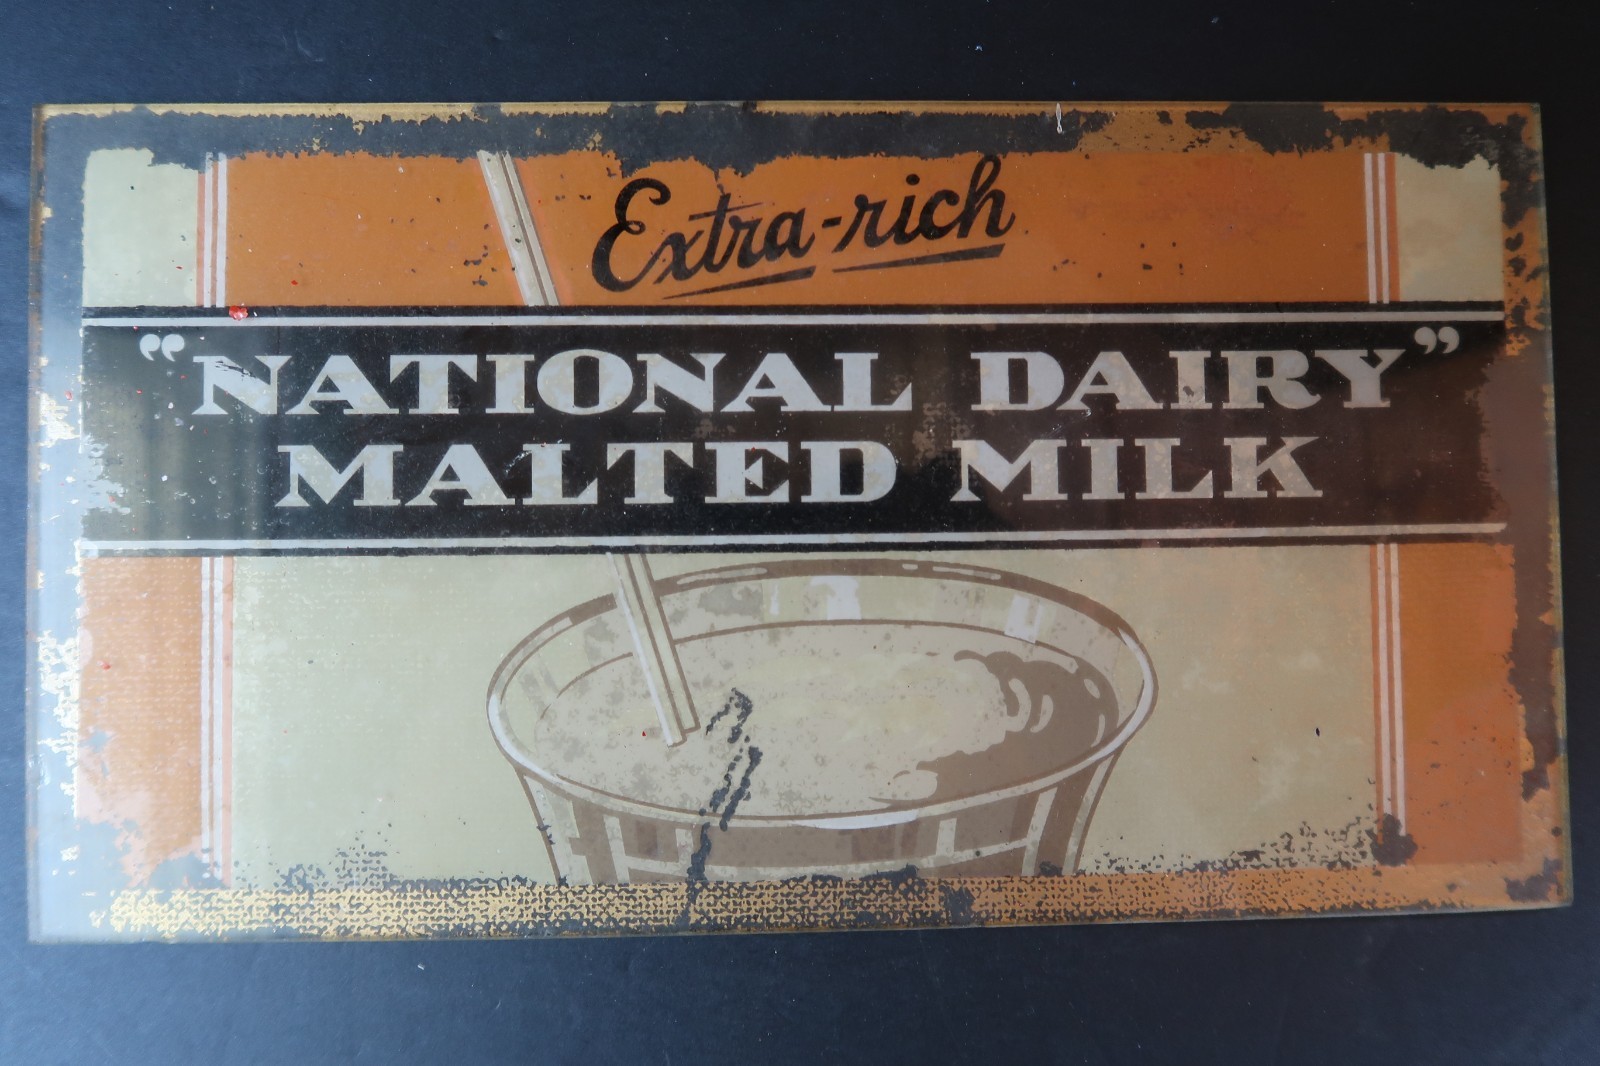 Extra-rich
"NATIONAL DAIRY"
MALTED MILK